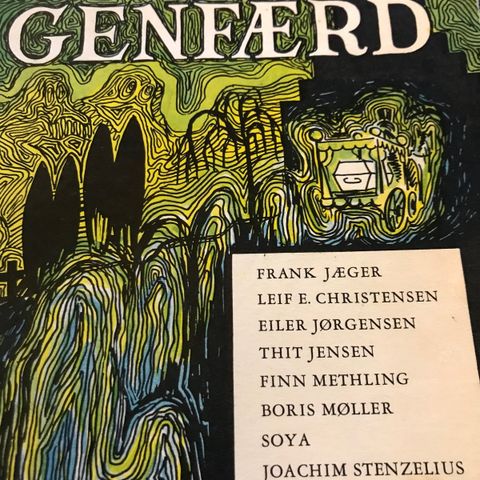 GENFÆRD
FRANK JÆGER
LEIF E. CHRISTENSEN
EILER JØRGENSEN
THIT JENSEN
FINN METHLING
BORIS MØLLER
SOYA
JOACHIM STENZELIUS